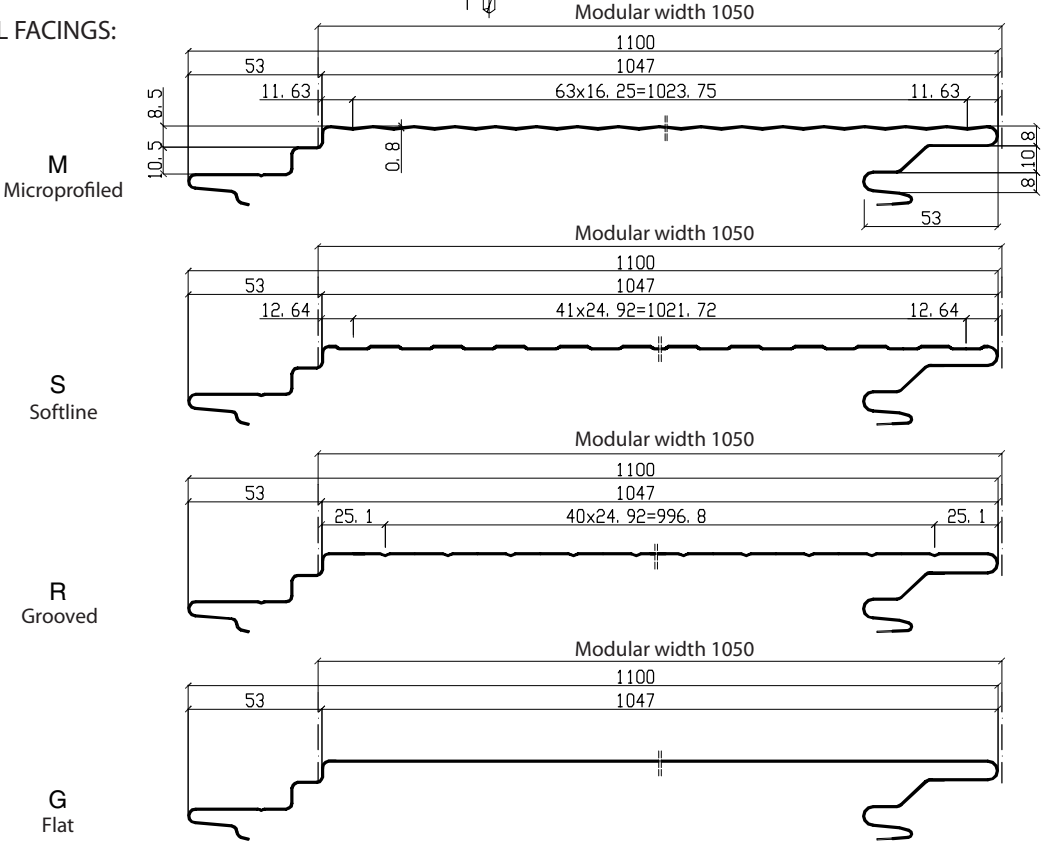 L FACINGS:
Modular width 1050
1100
53 1047
11. 63 63x16. 25=1023. 75 11. 63
8. 5
10. 5
0. 8
8
10
8
53
M
Microprofiled
Modular width 1050
1100
53 1047
12. 64 41x24. 92=1021. 72 12. 64
S
Softline
Modular width 1050
1100
53 1047
25. 1 40x24. 92=996. 8 25. 1
R
Grooved
Modular width 1050
1100
53 1047
G
Flat